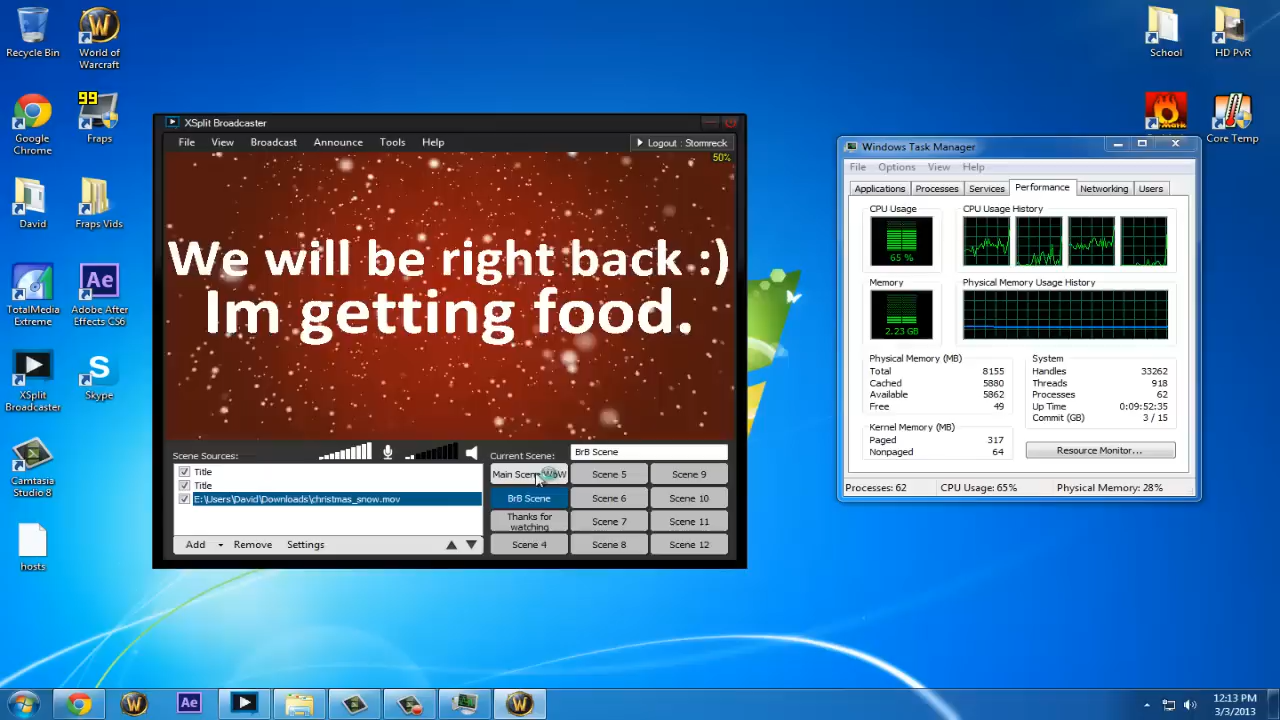 Recycle Bin
World of
Warcraft
Google
Chrome
99
Fraps
David
Fraps Vids
TotalMedia
Extreme
Ae
Adobe After
Effects CS6
XSplit
Broadcaster
S
Skype
Camtasia
Studio 8
hosts
School
HD PvR
Core Temp
XSplit Broadcaster
File View Broadcast Announce Tools Help
Logout : Stomreck
50%
We will be right back :)
Im getting food.
Scene Sources:
Title
Title
E:\Users\David\Downloads\christmas_snow.mov
Add Remove Settings
Current Scene:
BrB Scene
Scene 5 Scene 9
BrB Scene Scene 6 Scene 10
Thanks for
watching
Scene 7 Scene 11
Scene 4 Scene 8 Scene 12
Windows Task Manager
File Options View Help
Applications Processes Services Performance Networking Users
CPU Usage
CPU Usage History
65 %
Memory
Physical Memory Usage History
2.23 GB
Physical Memory (MB)
Total 8155
Cached 5880
Available 5862
Free 49
Kernel Memory (MB)
Paged 317
Nonpaged 64
System
Handles 33262
Threads 918
Processes 62
Up Time 0:09:52:35
Commit (GB) 3 / 15
Resource Monitor...
Processes: 62 CPU Usage: 65% Physical Memory: 28%
Ae
12:13 PM
3/3/2013